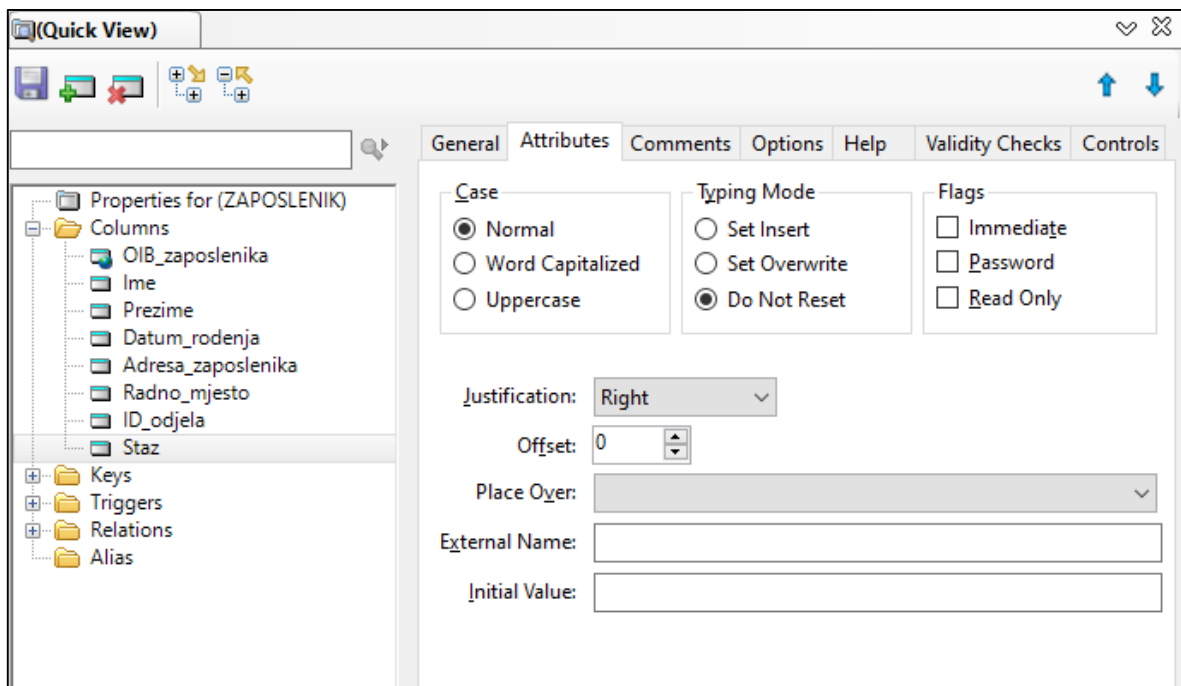 (Quick View)
General Attributes Comments Options Help Validity Checks Controls
Properties for (ZAPOSLENIK)
Columns
OIB_zaposlenika
Ime
Prezime
Datum_rodenja
Adresa_zaposlenika
Radno_mjesto
ID_odjela
Staz
Keys
Triggers
Relations
Alias
Case
Normal
Word Capitalized
Uppercase
Typing Mode
Set Insert
Set Overwrite
Do Not Reset
Flags
Immediate
Password
Read Only
Justification: Right
Offset: 0
Place Over:
External Name:
Initial Value: